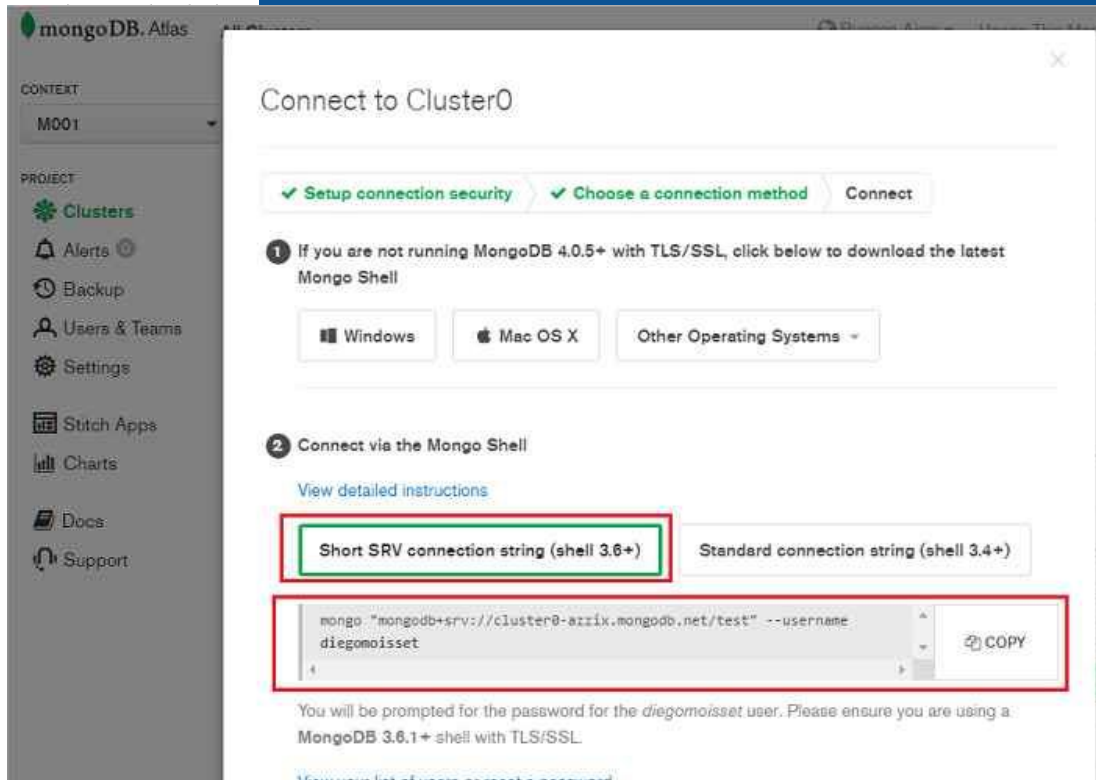 mongoDB. Atlas
All Clusters
CONTEXT
M001
PROJECT
Clusters
Alerts 0
Backup
Users & Teams
Settings
Stitch Apps
Charts
Docs
Support
Connect to Cluster0
Setup connection security
Choose a connection method
Connect
1 If you are not running MongoDB 4.0.5+ with TLS/SSL, click below to download the latest
Mongo Shell
Windows
Mac OS X
Other Operating Systems
2 Connect via the Mongo Shell
View detailed instructions
Short SRV connection string (shell 3.6+)
Standard connection string (shell 3.4+)
mongo "mongodb+srv://cluster0-azzix.mongodb.net/test" --username
diegomoisset
COPY
You will be prompted for the password for the diegomoisset user. Please ensure you are using a
MongoDB 3.6.1+ shell with TLS/SSL.